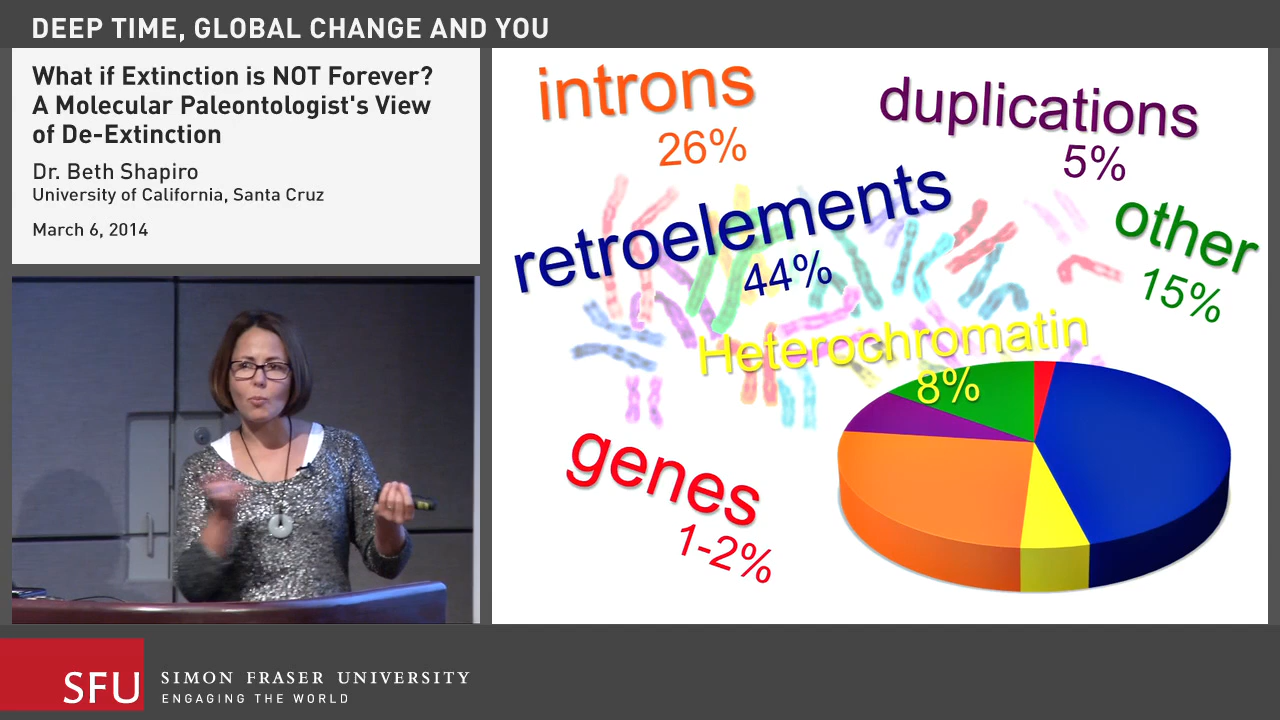 DEEP TIME, GLOBAL CHANGE AND YOU
What if Extinction is NOT Forever?
A Molecular Paleontologist's View
of De-Extinction
Dr. Beth Shapiro
University of California, Santa Cruz
March 6, 2014
introns
26%
duplications
5%
retroelements
44%
other
15%
Heterochromatin
8%
genes
1-2%
SFU
SIMON FRASER UNIVERSITY
ENGAGING THE WORLD